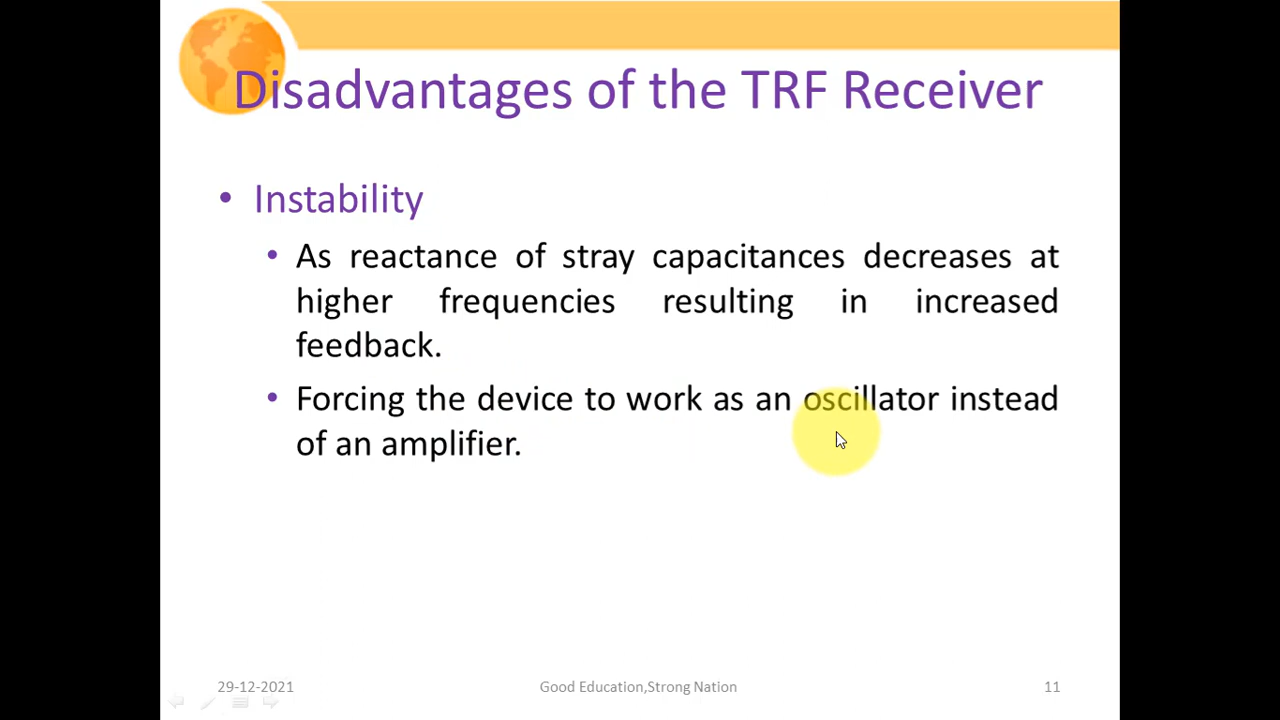 Disadvantages of the TRF Receiver
• Instability
• As reactance of stray capacitances decreases at
higher frequencies resulting in increased
feedback.
• Forcing the device to work as an oscillator instead
of an amplifier.
29-12-2021
Good Education,Strong Nation
11